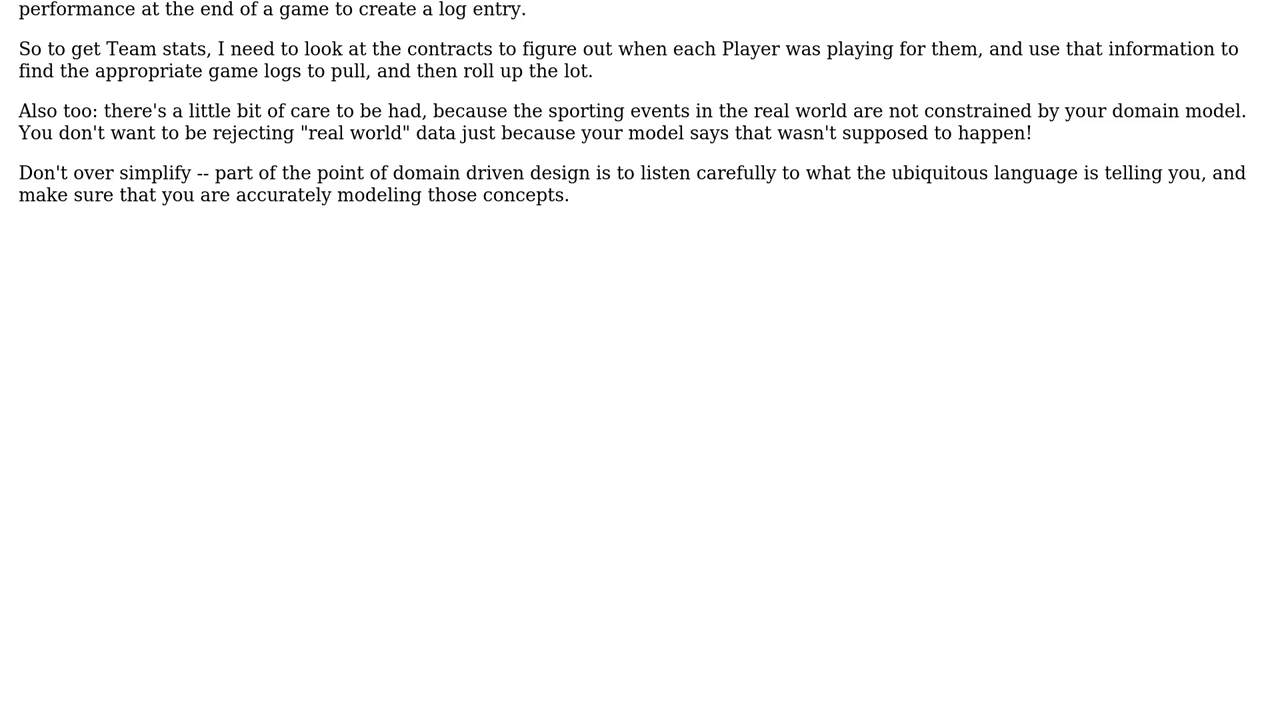 performance at the end of a game to create a log entry.
So to get Team stats, I need to look at the contracts to figure out when each Player was playing for them, and use that information to
find the appropriate game logs to pull, and then roll up the lot.
Also too: there's a little bit of care to be had, because the sporting events in the real world are not constrained by your domain model.
You don't want to be rejecting "real world" data just because your model says that wasn't supposed to happen!
Don't over simplify -- part of the point of domain driven design is to listen carefully to what the ubiquitous language is telling you, and
make sure that you are accurately modeling those concepts.